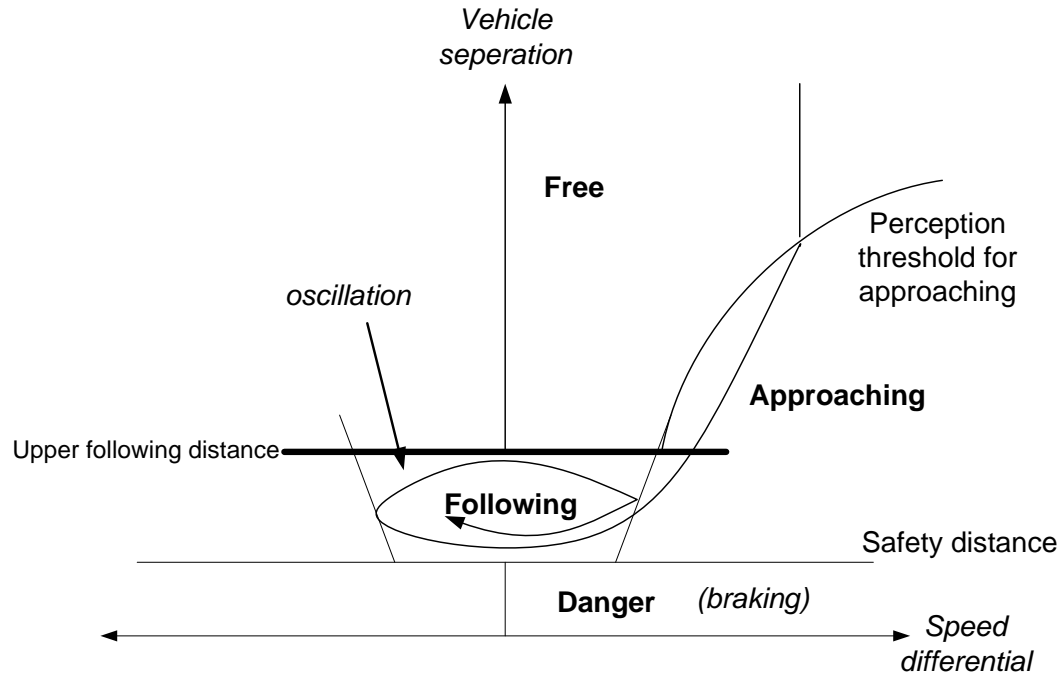 Vehicle
seperation
Free
Perception
threshold for
approaching
oscillation
Approaching
Upper following distance
Following
Safety distance
Danger (braking)
Speed
differential